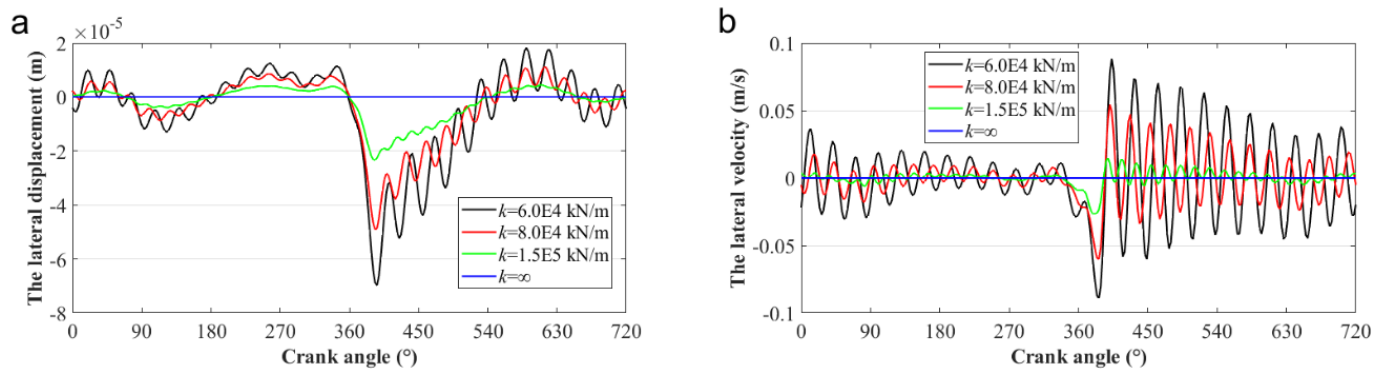 a
×10⁻⁵
The lateral displacement (m)
2
0
-2
-4
-6
-8
k=6.0E4 kN/m
k=8.0E4 kN/m
k=1.5E5 kN/m
k=∞
0 90 180 270 360 450 540 630 720
Crank angle (°)
b
The lateral velocity (m/s)
0.1
0.05
0
-0.05
-0.1
k=6.0E4 kN/m
k=8.0E4 kN/m
k=1.5E5 kN/m
k=∞
0 90 180 270 360 450 540 630 720
Crank angle (°)